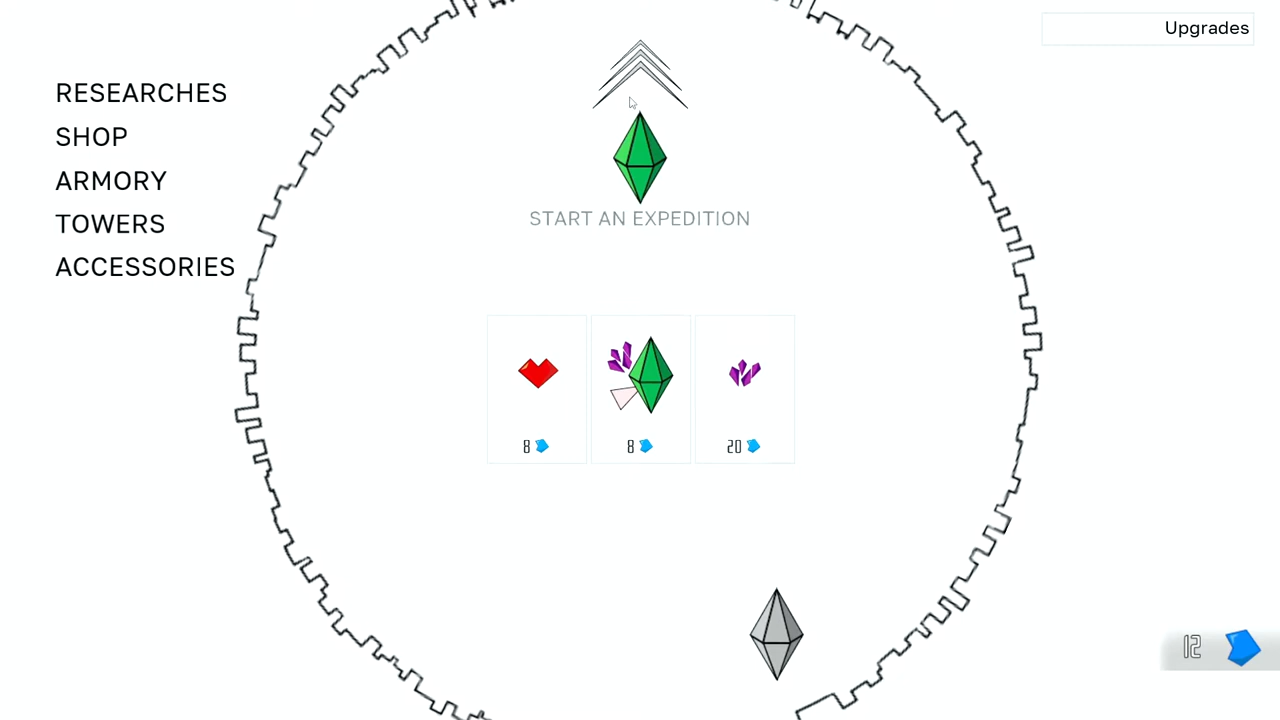 Upgrades
RESEARCHES
SHOP
ARMORY
TOWERS
ACCESSORIES
START AN EXPEDITION
8
8
20
12